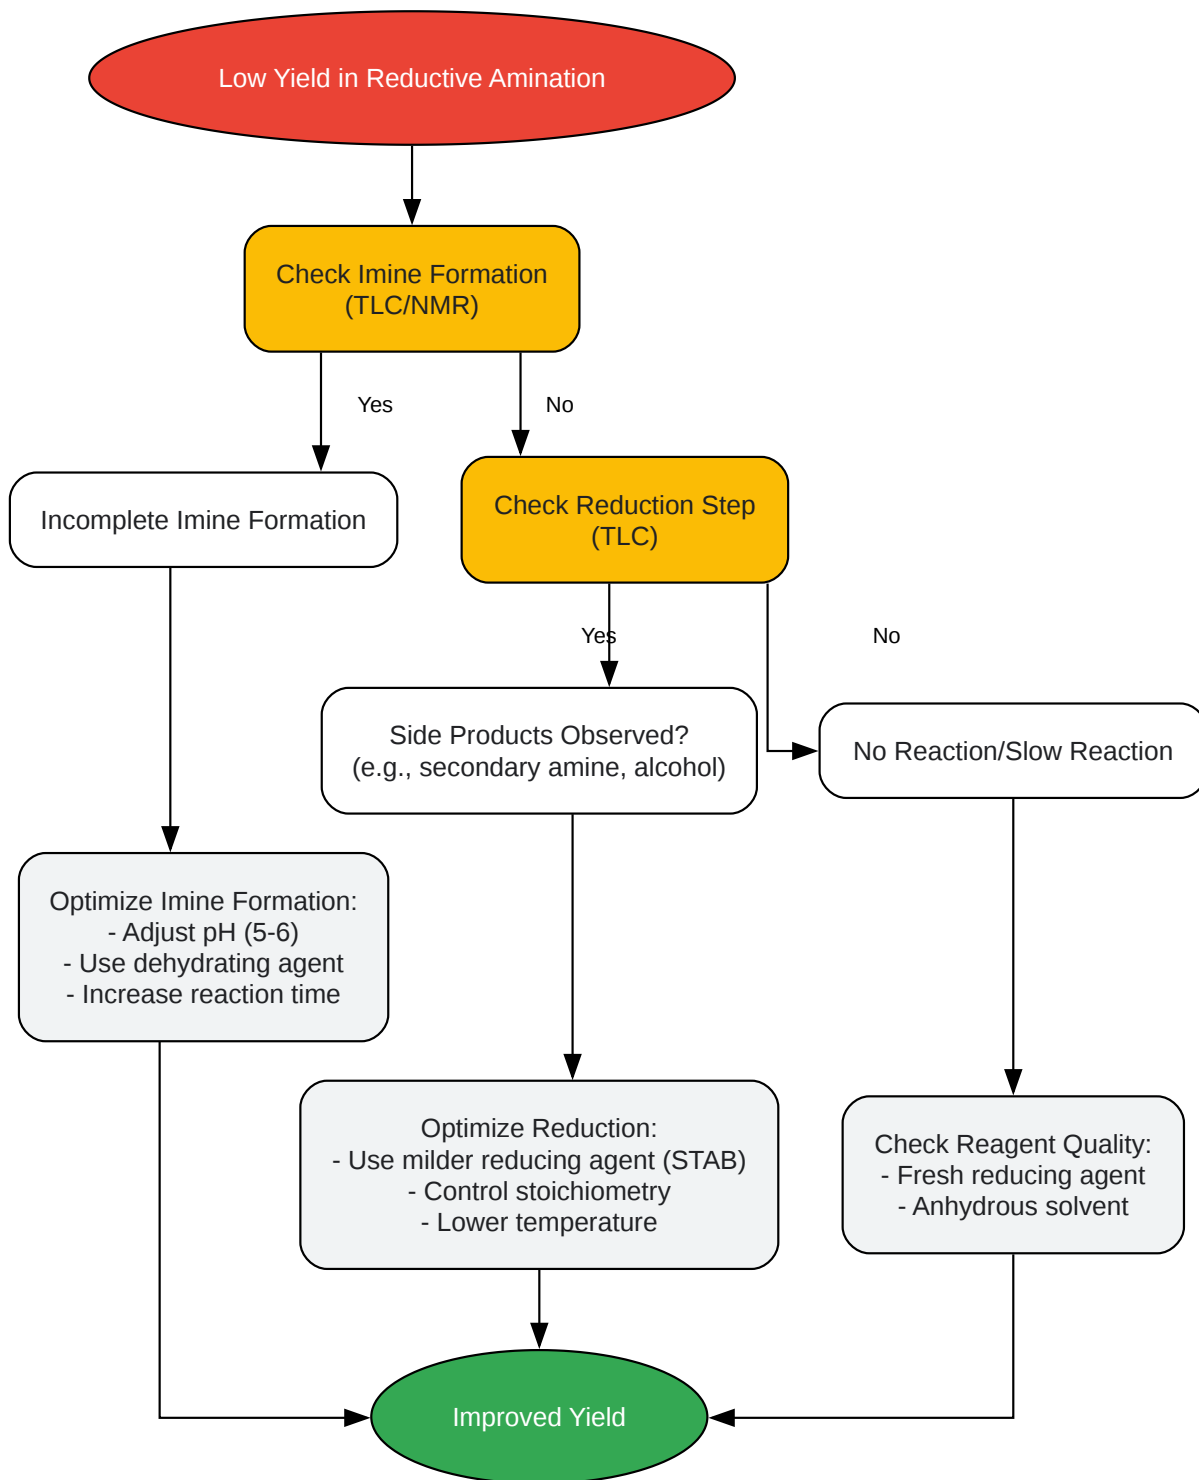 Low Yield in Reductive Amination
Check Imine Formation
(TLC/NMR)
Yes
No
Incomplete Imine Formation
Check Reduction Step
(TLC)
Yes
No
Side Products Observed?
(e.g., secondary amine, alcohol)
No Reaction/Slow Reaction
Optimize Imine Formation:
- Adjust pH (5-6)
- Use dehydrating agent
- Increase reaction time
Optimize Reduction:
- Use milder reducing agent (STAB)
- Control stoichiometry
- Lower temperature
Check Reagent Quality:
- Fresh reducing agent
- Anhydrous solvent
Improved Yield